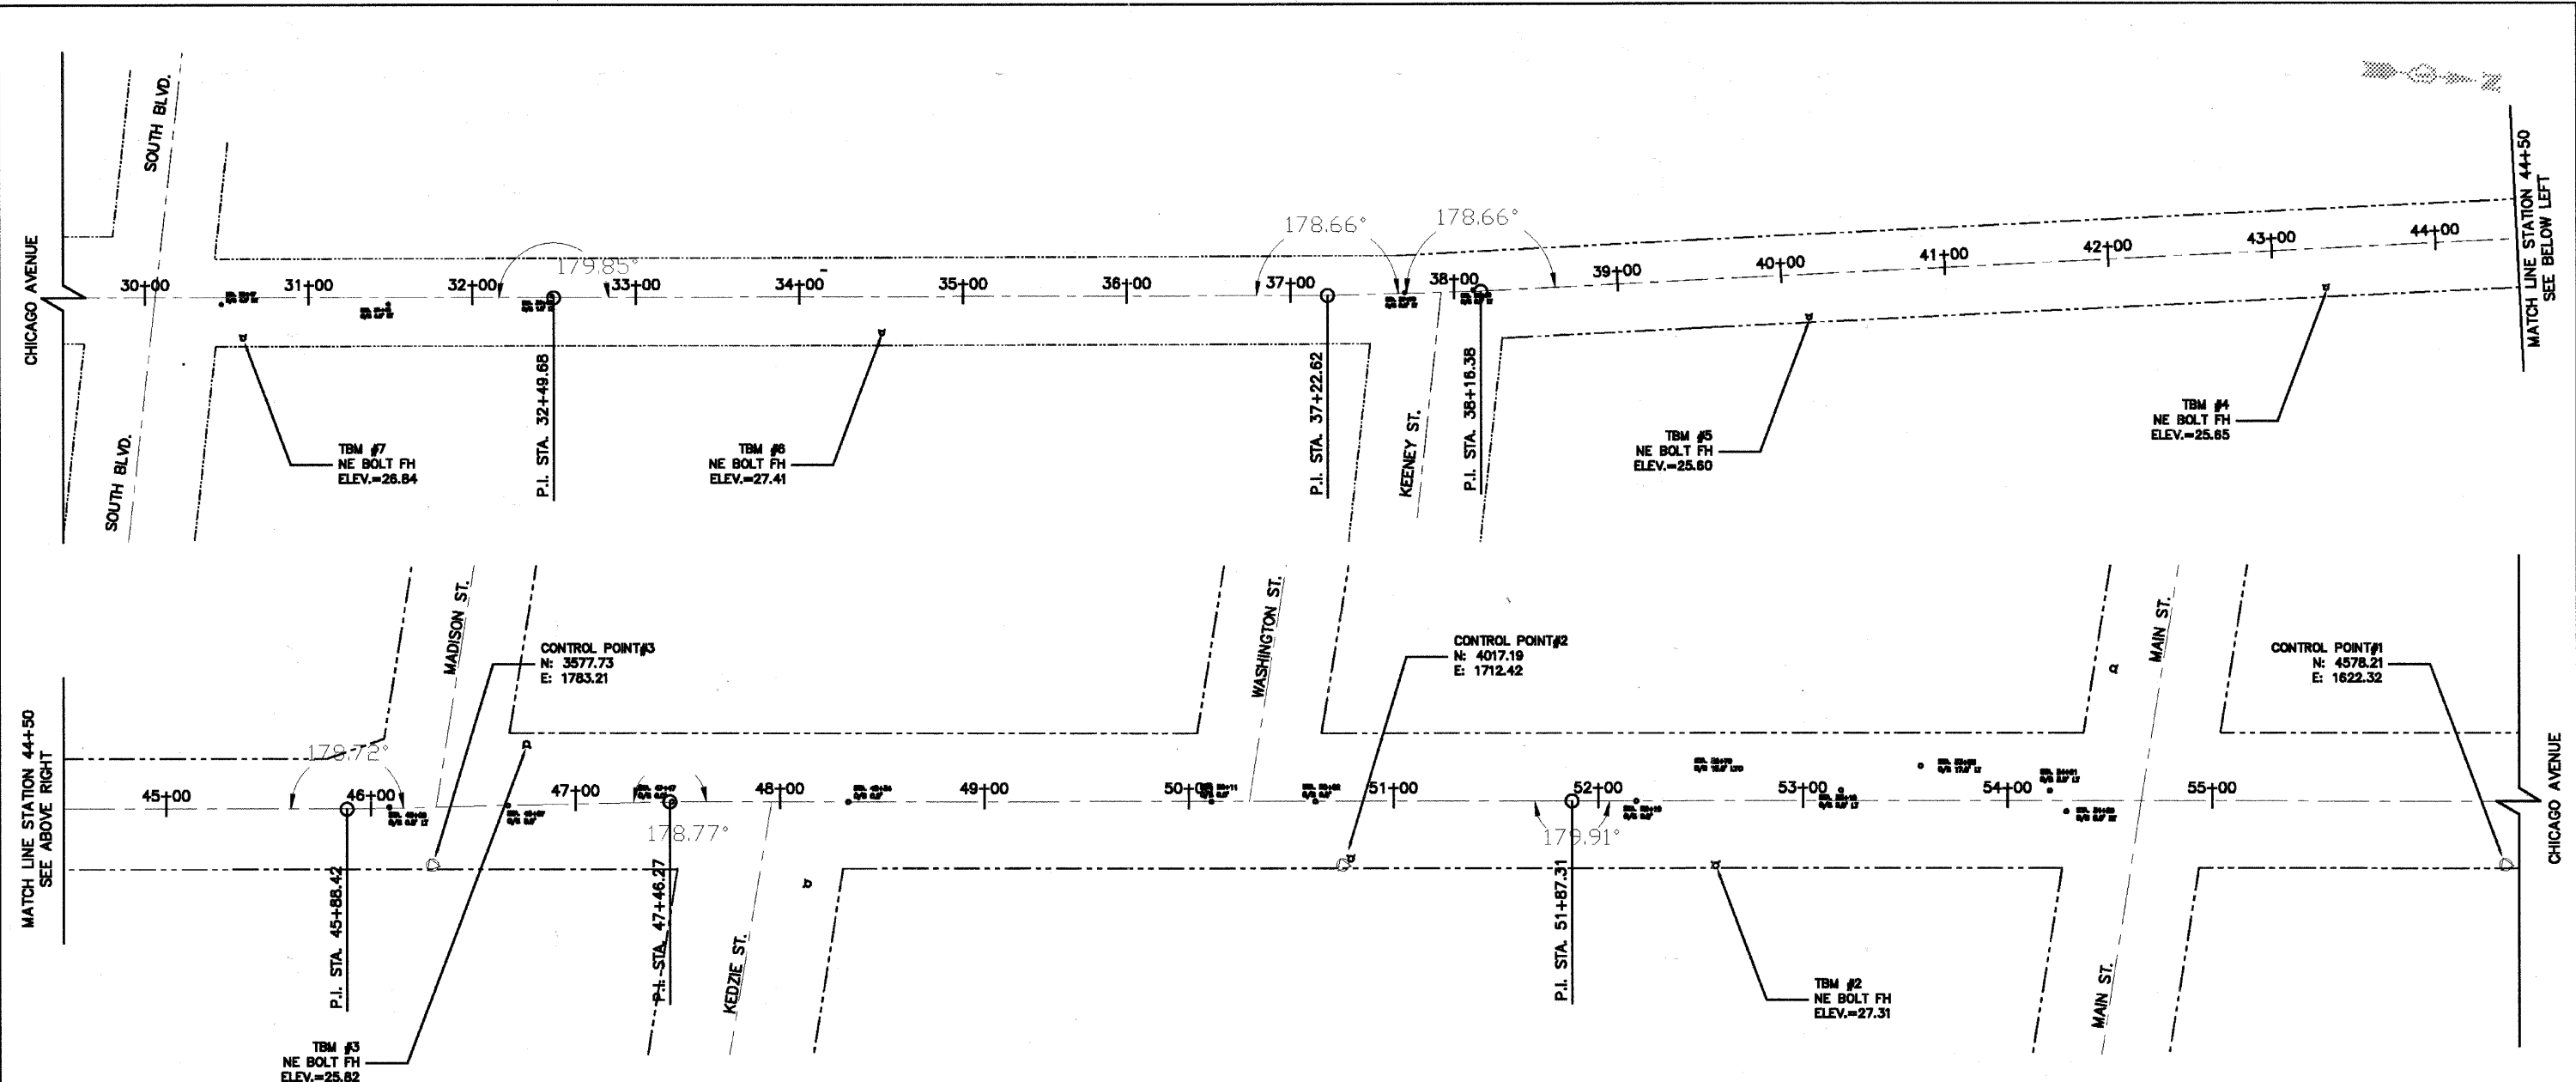 SOUTH BLVD.
SOUTH BLVD.
CHICAGO AVENUE
30+00
31+00
32+00
33+00
34+00
35+00
36+00
37+00
38+00
39+00
40+00
41+00
42+00
43+00
44+00
179.85°
178.66°
178.66°
N
MATCH LINE STATION 44+50
SEE BELOW LEFT
TBM #7
NE BOLT FH
ELEV.=26.84
P.I. STA. 32+49.68
TBM #6
NE BOLT FH
ELEV.=27.41
P.I. STA. 37+22.62
KEENEY ST.
P.I. STA. 38+16.38
TBM #5
NE BOLT FH
ELEV.=25.60
TBM #4
NE BOLT FH
ELEV.=25.65
MATCH LINE STATION 44+50
SEE ABOVE RIGHT
MADISON ST.
CONTROL POINT#3
N: 3577.73
E: 1783.21
WASHINGTON ST.
CONTROL POINT#2
N: 4017.19
E: 1712.42
MAIN ST.
CONTROL POINT#1
N: 4578.21
E: 1622.32
CHICAGO AVENUE
179.72°
45+00
46+00
47+00
48+00
49+00
51+00
52+00
53+00
54+00
55+00
178.77°
179.91°
P.I. STA. 45+88.42
P.I. STA. 47+46.27
KEDZIE ST.
P.I. STA. 51+87.31
TBM #2
NE BOLT FH
ELEV.=27.31
MAIN ST.
TBM #3
NE BOLT FH
ELEV.=25.82